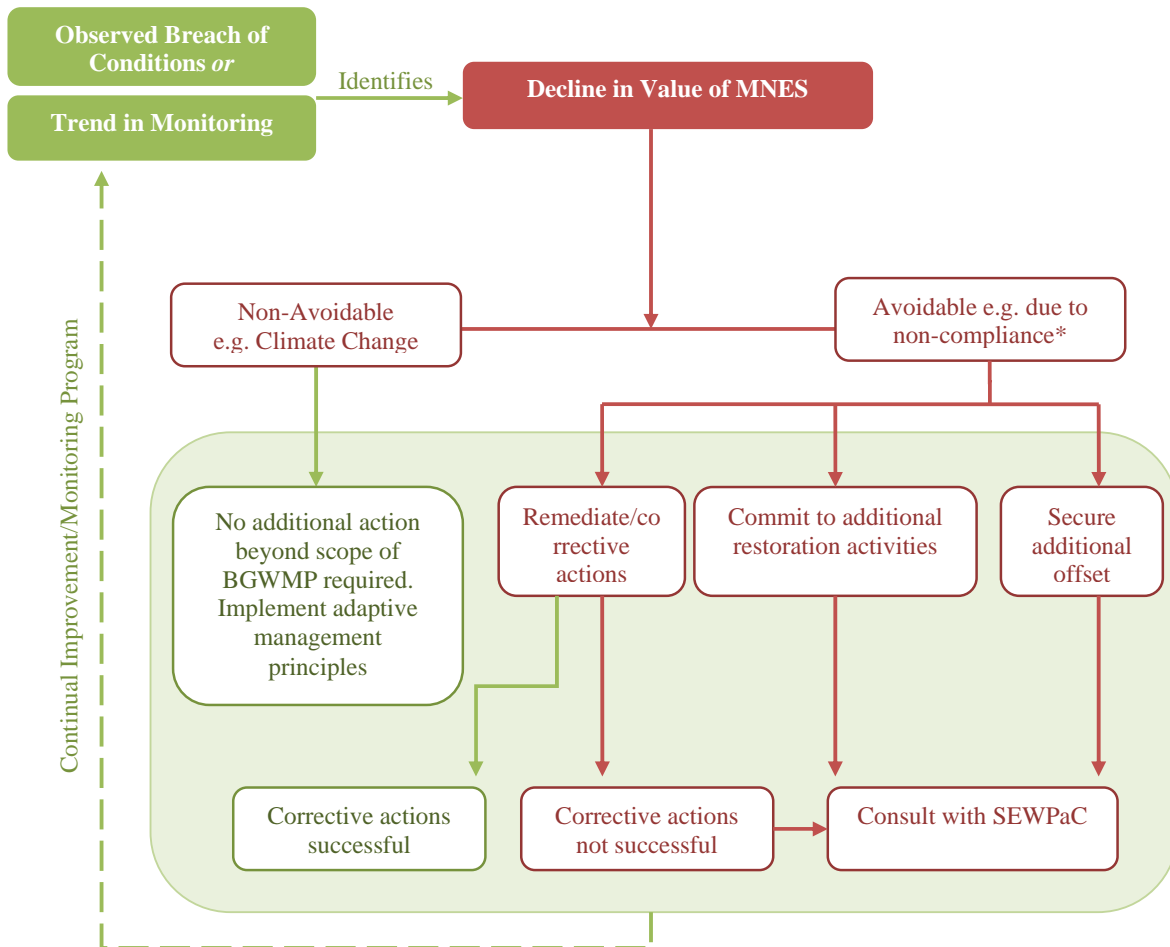 Observed Breach of
Conditions or
Trend in Monitoring
Identifies
Decline in Value of MNES
Non-Avoidable
e.g. Climate Change
Avoidable e.g. due to
non-compliance*
Continual Improvement/Monitoring Program
No additional action
beyond scope of
BGWMP required.
Implement adaptive
management
principles
Remediate/co
rrective
actions
Commit to additional
restoration activities
Secure
additional
offset
Corrective actions
successful
Corrective actions
not successful
Consult with SEWPaC